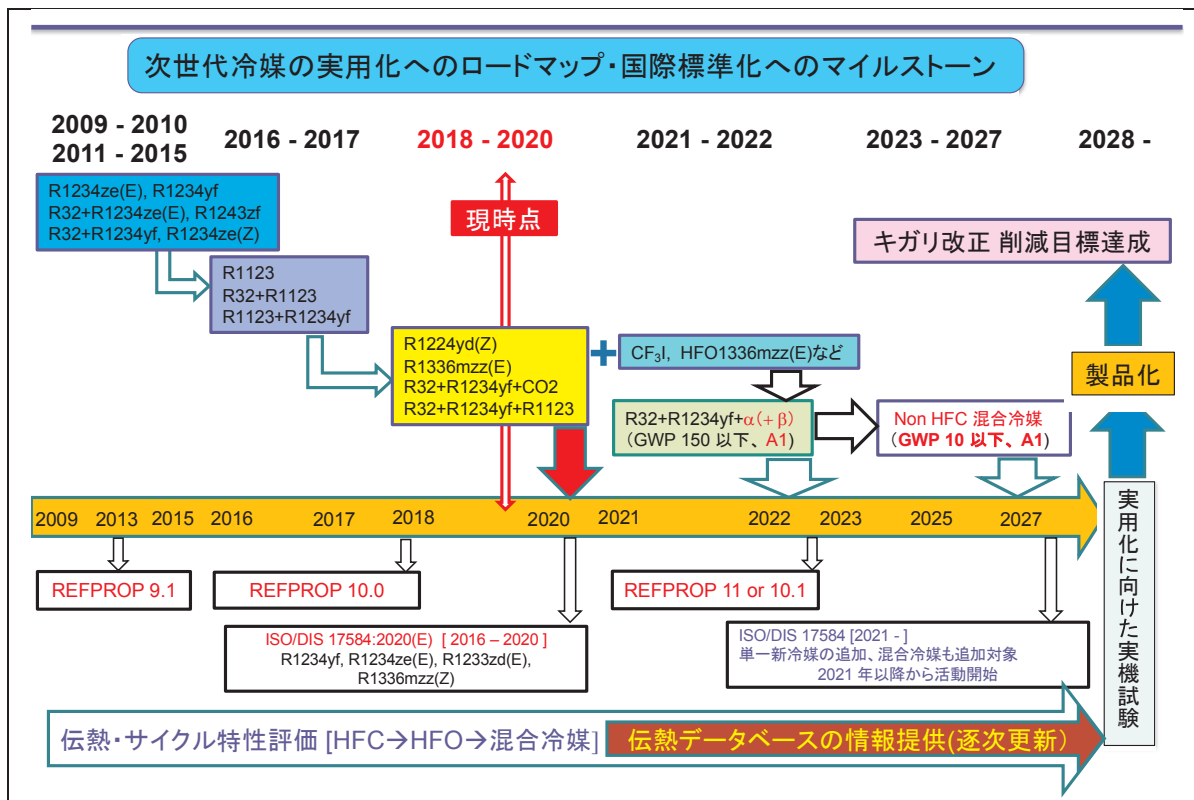 次世代冷媒の実用化へのロードマップ・国際標準化へのマイルストーン
2009 - 2010
2011 - 2015
2016 - 2017
2018 - 2020
2021 - 2022
2023 - 2027
2028 -
R1234ze(E), R1234yf
R32+R1234ze(E), R1243zf
R32+R1234yf, R1234ze(Z)
現時点
キガリ改正 削減目標達成
R1123
R32+R1123
R1123+R1234yf
R1224yd(Z)
R1336mzz(E)
R32+R1234yf+CO2
R32+R1234yf+R1123
+
CF₃I, HFO1336mzz(E)など
製品化
R32+R1234yf+α(+β)
(GWP 150 以下、A1)
Non HFC 混合冷媒
(GWP 10 以下、A1)
2009 2013 2015 2016 2017 2018 2020 2021 2022 2023 2025 2027
実用化に向けた実機試験
REFPROP 9.1
REFPROP 10.0
REFPROP 11 or 10.1
ISO/DIS 17584:2020(E) [ 2016 – 2020 ]
R1234yf, R1234ze(E), R1233zd(E),
R1336mzz(Z)
ISO/DIS 17584 [2021 - ]
単一新冷媒の追加、混合冷媒も追加対象
2021 年以降から活動開始
伝熱・サイクル特性評価 [HFC→HFO→混合冷媒]
伝熱データベースの情報提供(逐次更新）